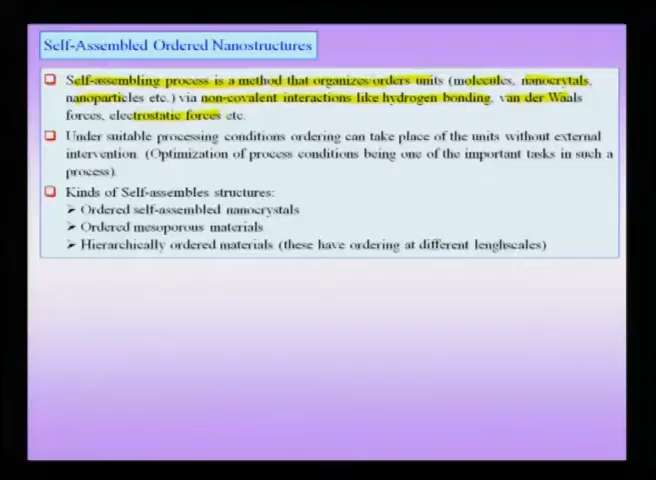 Self-Assembled Ordered Nanostructures
Self-assembling process is a method that organizes orders units (molecules, nanocrytals,
nanoparticles etc.) via non-covalent interactions like hydrogen bonding, van der Waals
forces, electrostatic forces etc.
Under suitable processing conditions ordering can take place of the units without external
intervention. (Optimization of process conditions being one of the important tasks in such a
process).
Kinds of Self-assembles structures:
➤ Ordered self-assembled nanocrystals
➤ Ordered mesoporous materials
➤ Hierarchically ordered materials (these have ordering at different lenghscales)